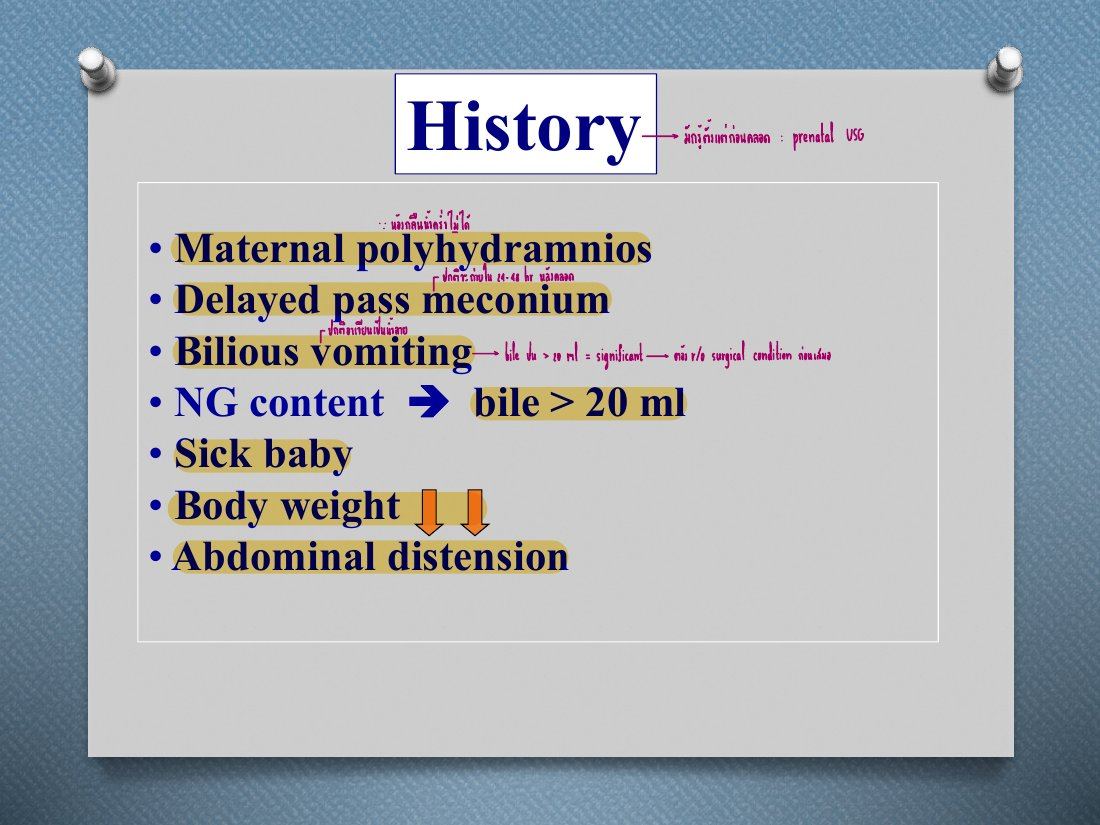 History → มักรู้ตั้งแต่ก่อนคลอด : prenatal USG
∵ น้องกลืนน้ำคร่ำไม่ได้
• Maternal polyhydramnios
ปกติจะถ่ายใน 24-48 hr หลังคลอด
• Delayed pass meconium
ปกติอาเจียนเป็นน้ำลาย
• Bilious vomiting → bile ปน > 20 ml = significant → ต้อง r/o surgical condition ก่อนเสมอ
• NG content ➔ bile > 20 ml
• Sick baby
• Body weight ⇩ ⇩
• Abdominal distension